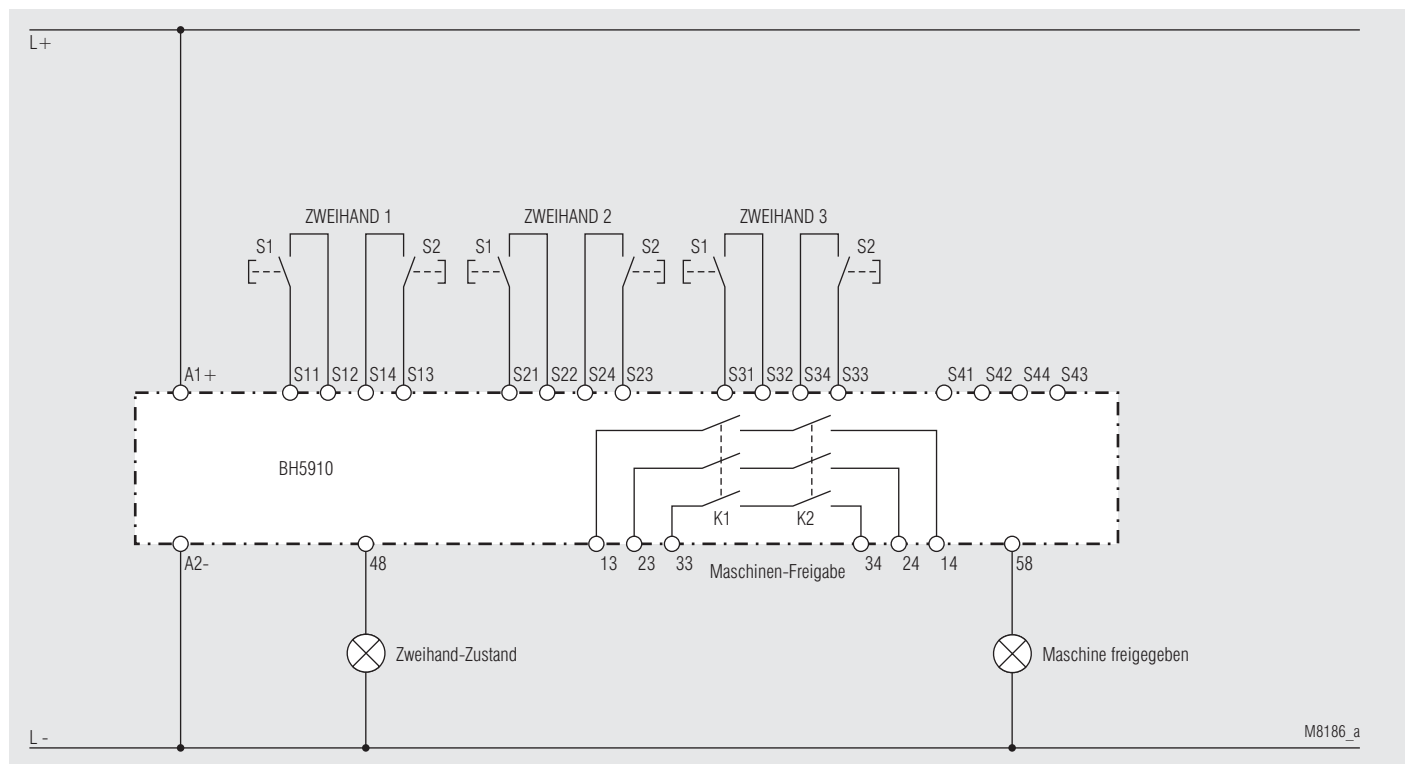 L+
ZWEIHAND 1 ZWEIHAND 2 ZWEIHAND 3
S1 S2 S1 S2 S1 S2
A1+ S11 S12 S14 S13 S21 S22 S24 S23 S31 S32 S34 S33 S41 S42 S44 S43
BH5910
K1 K2
A2- 48 13 23 33 Maschinen-Freigabe 34 24 14 58
Zweihand-Zustand Maschine freigegeben
L - M8186_a